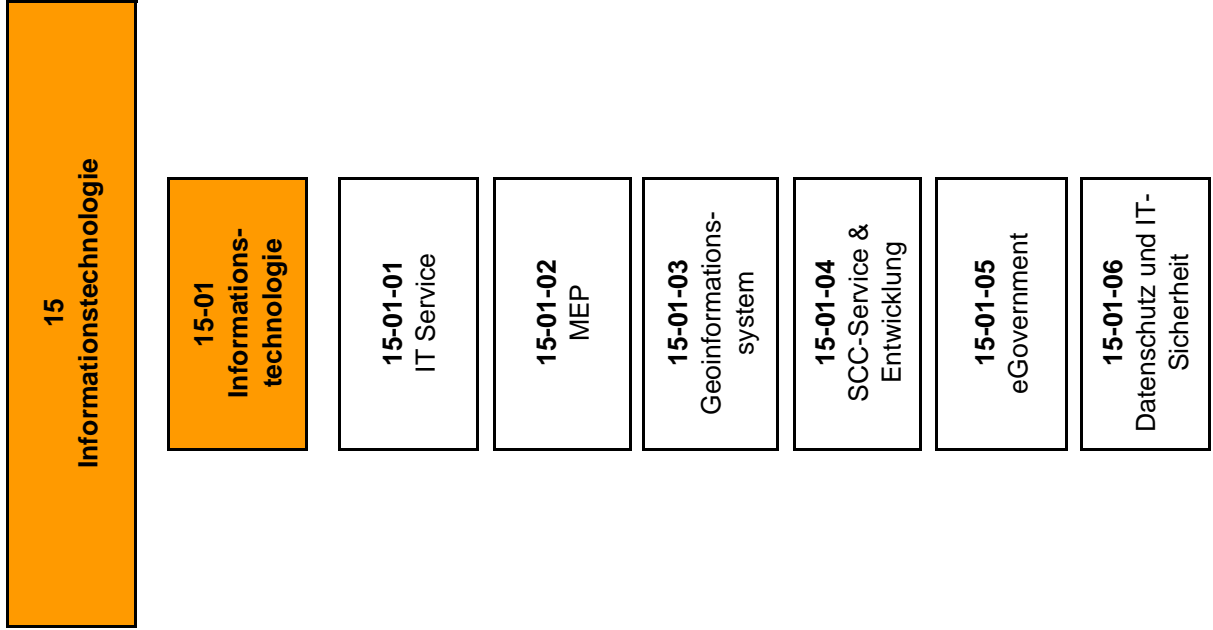 15
Informationstechnologie
15-01
Informations-
technologie
15-01-01
IT Service
15-01-02
MEP
15-01-03
Geoinformations-
system
15-01-04
SCC-Service &
Entwicklung
15-01-05
eGovernment
15-01-06
Datenschutz und IT-
Sicherheit